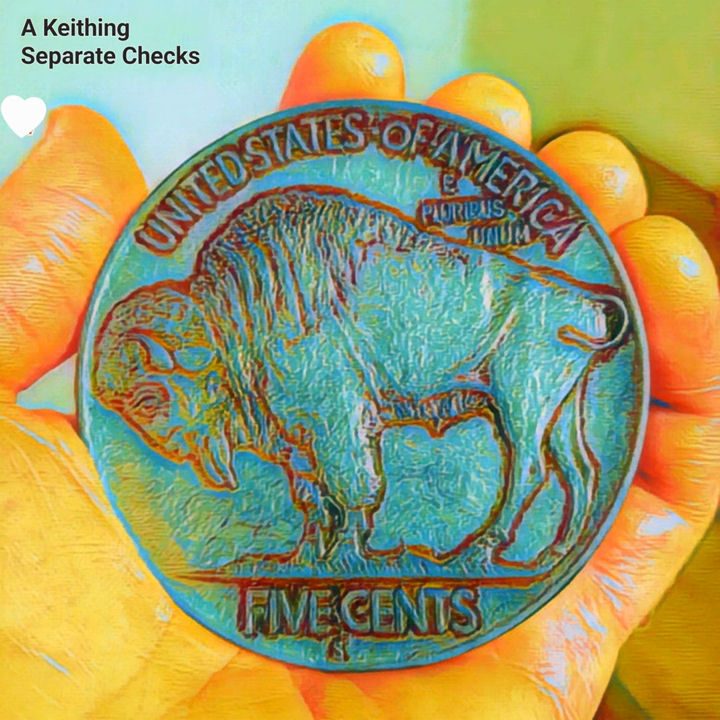 A Keithing
Separate Checks
UNITED STATES OF AMERICA
E
PLURIBUS
UNUM
FIVE CENTS
S